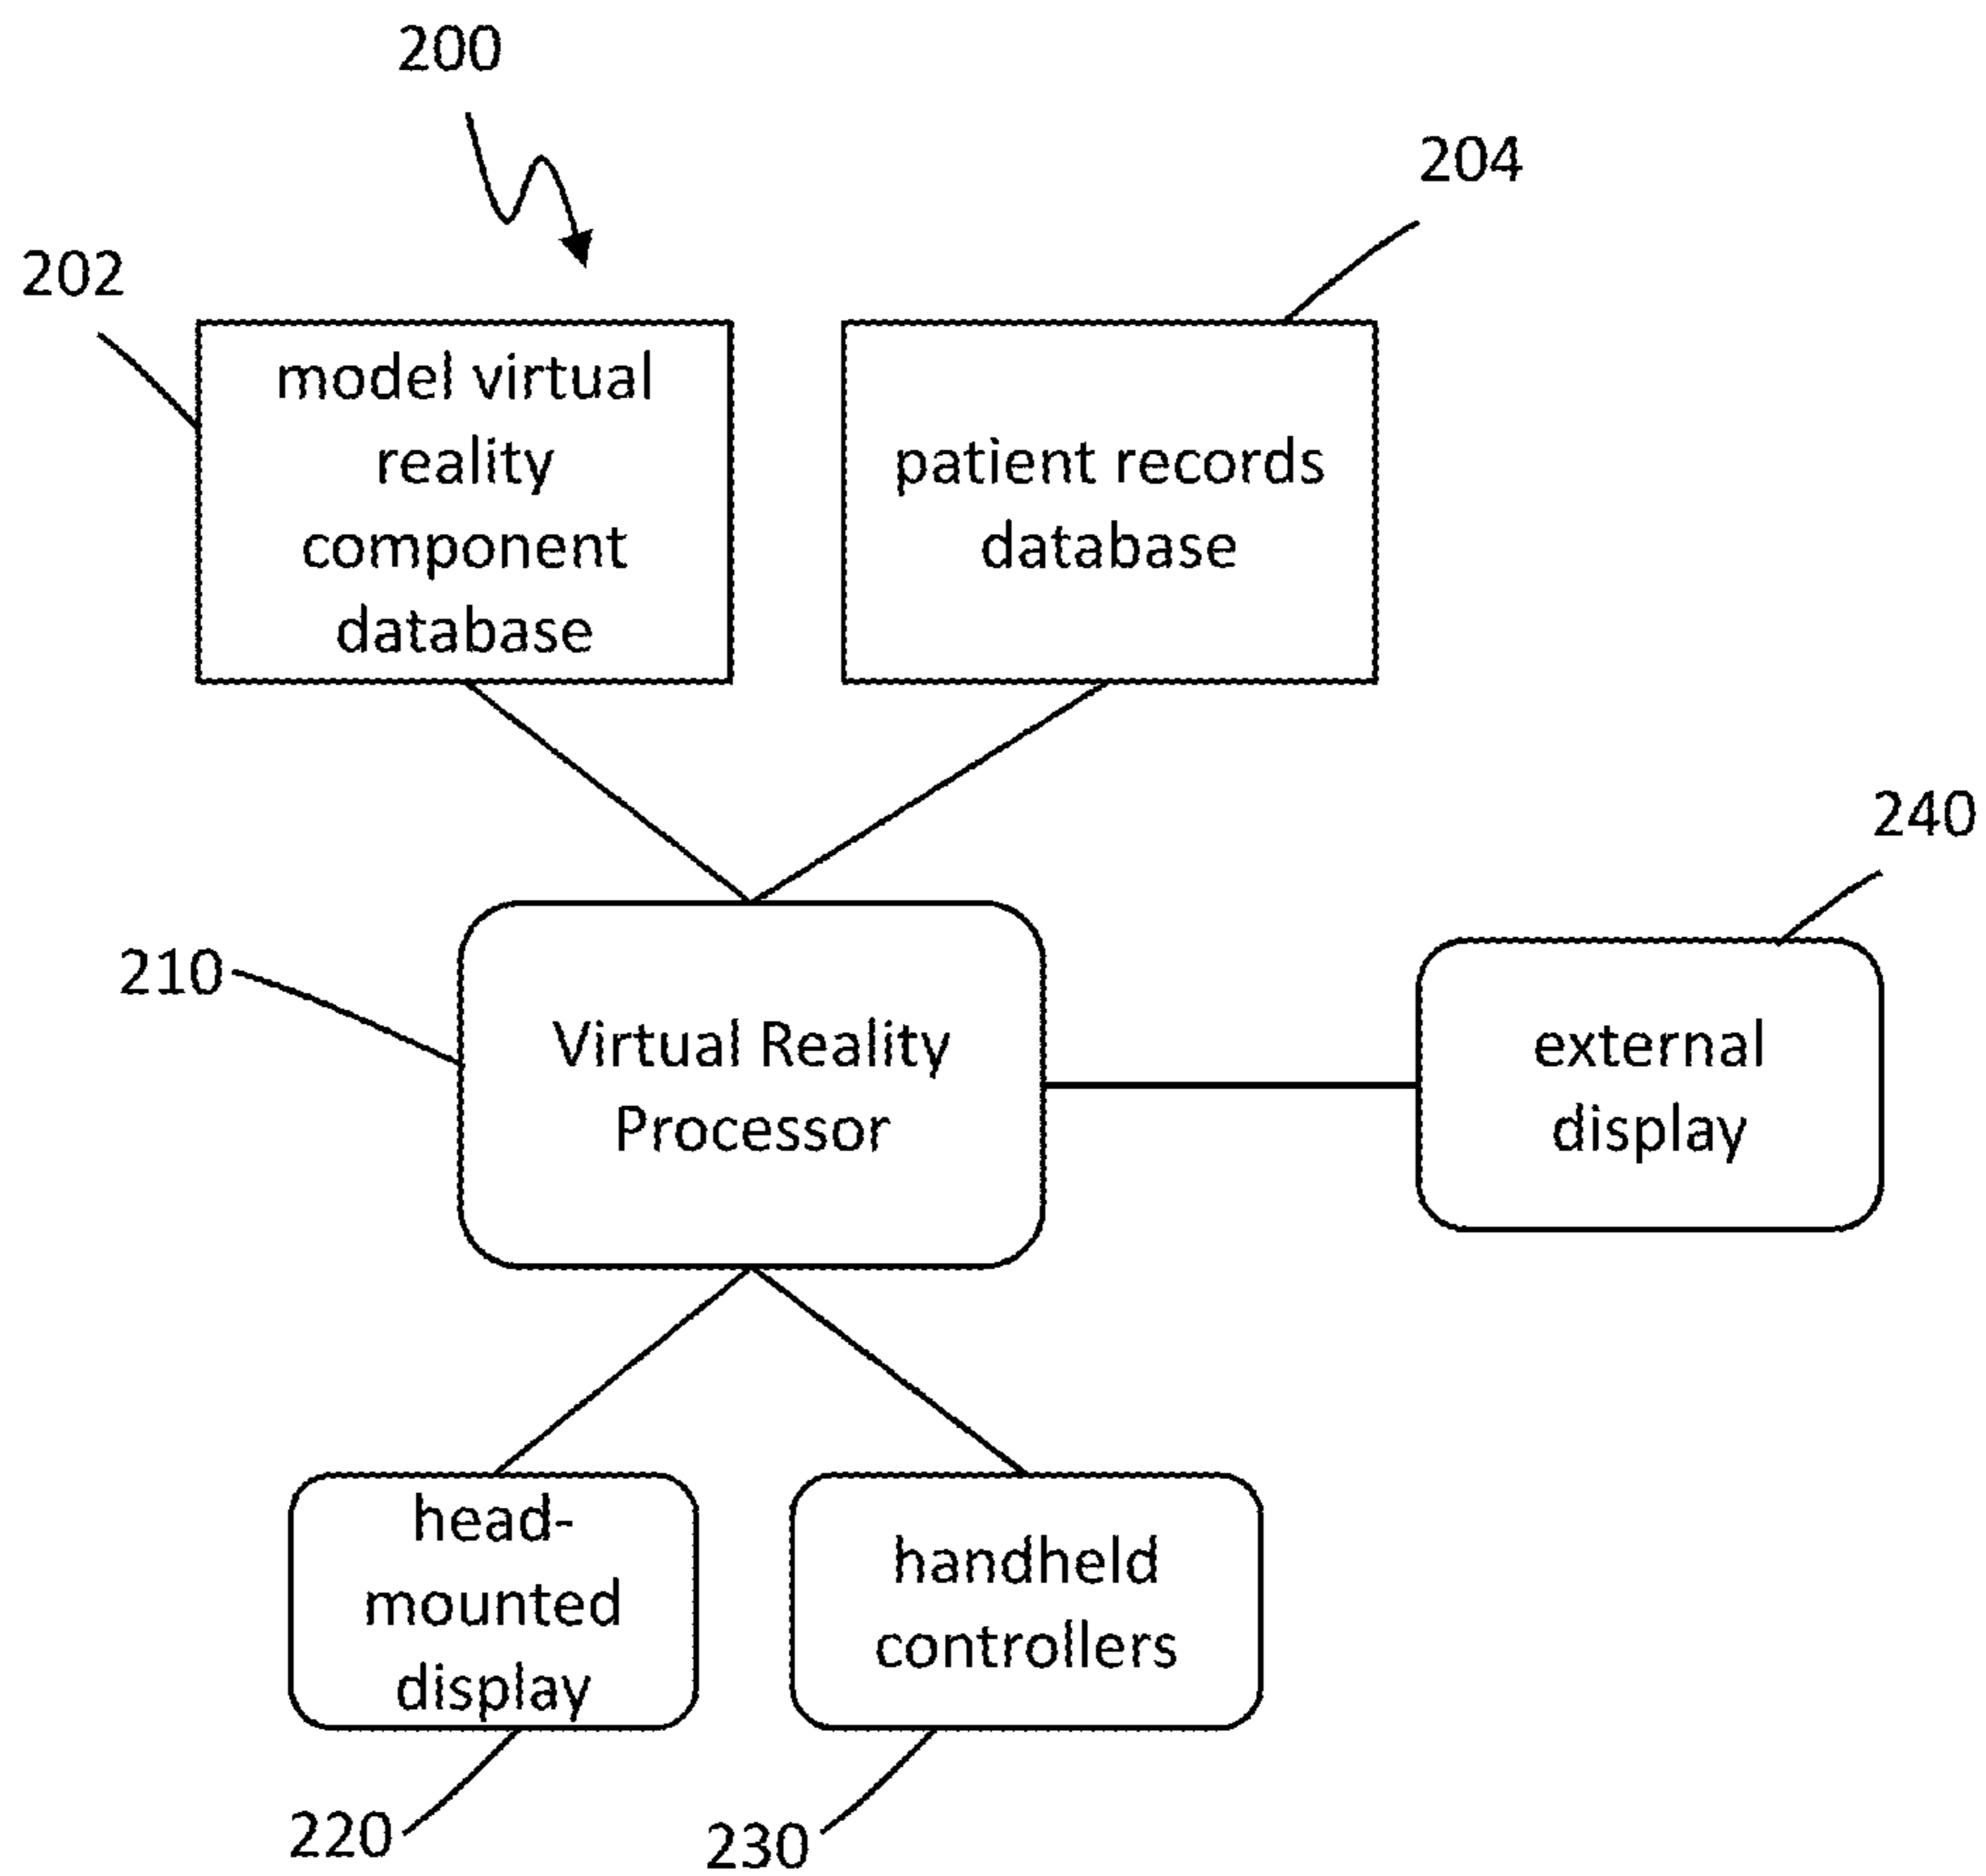 200
204
202
model virtual
reality
component
database
patient records
database
240
210
Virtual Reality
Processor
external
display
head-
mounted
display
handheld
controllers
220
230